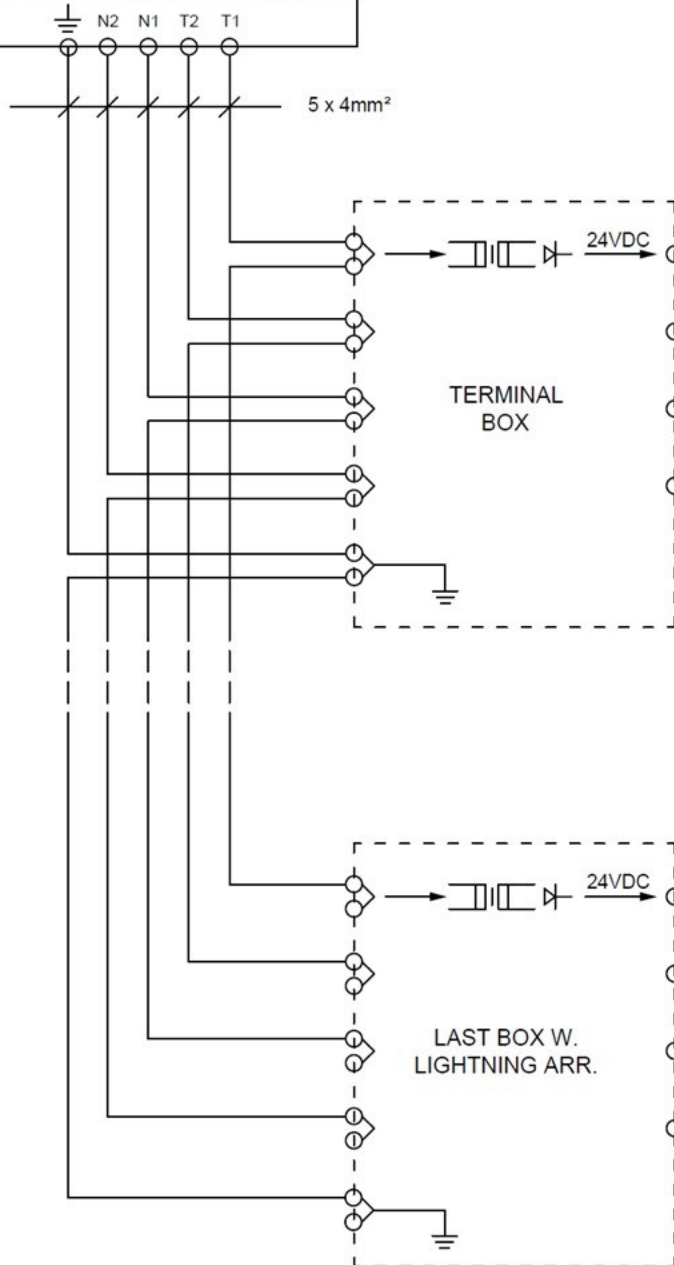 N2 N1 T2 T1
5 x 4mm²
24VDC
TERMINAL
BOX
24VDC
LAST BOX W.
LIGHTNING ARR.